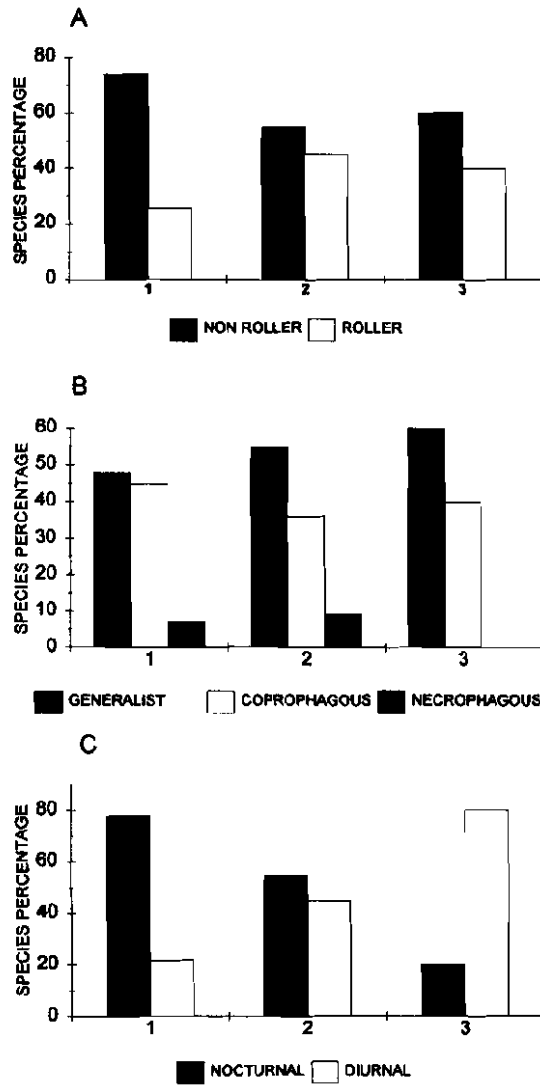 A
SPECIES PERCENTAGE
80
60
40
20
0
1 2 3
NON ROLLER ROLLER
B
SPECIES PERCENTAGE
60
50
40
30
20
10
0
1 2 3
GENERALIST COPROPHAGOUS NECROPHAGOUS
C
SPECIES PERCENTAGE
80
60
40
20
0
1 2 3
NOCTURNAL DIURNAL